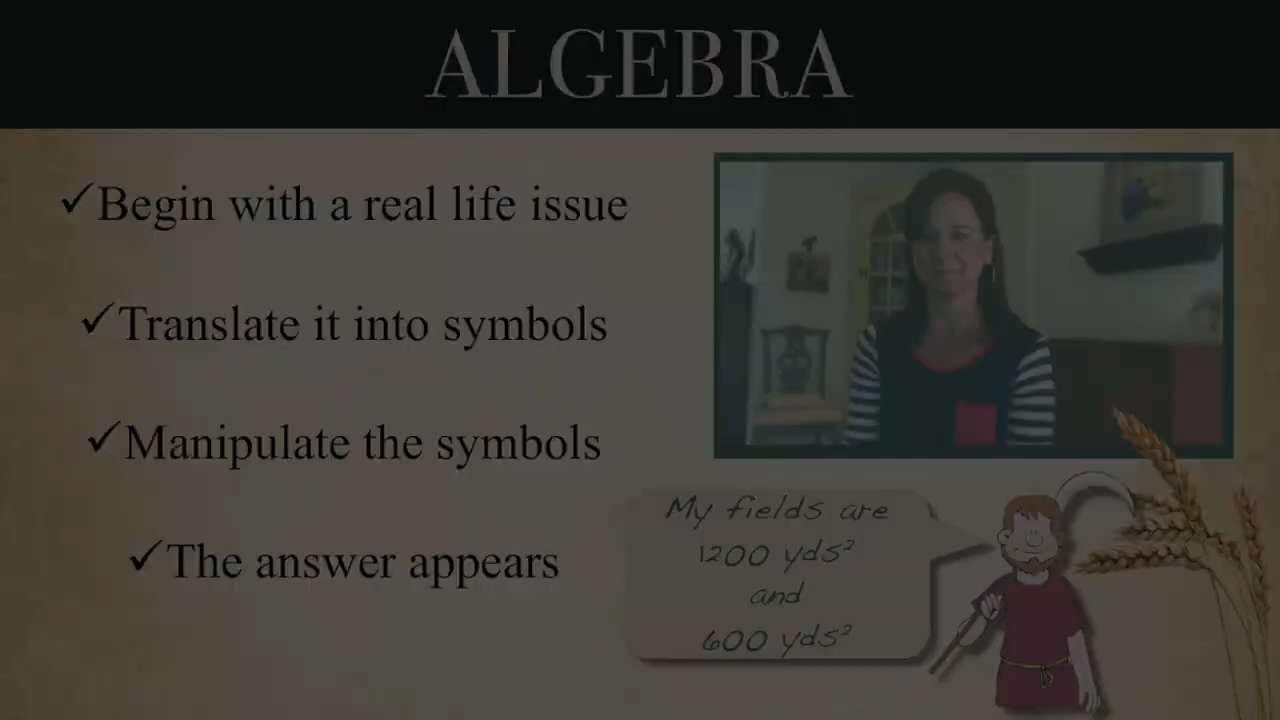 ALGEBRA
✓Begin with a real life issue
✓Translate it into symbols
✓Manipulate the symbols
✓The answer appears
My fields are
1200 yds²
and
600 yds²